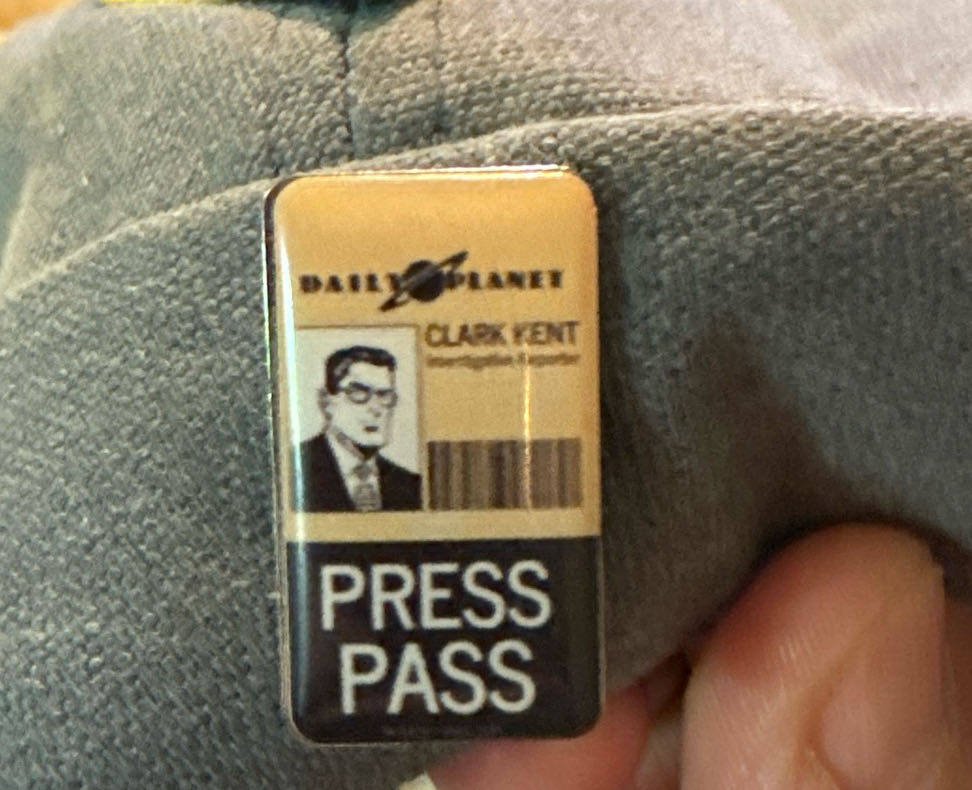 DAILY PLANET
CLARK KENT
Investigative Reporter
PRESS
PASS